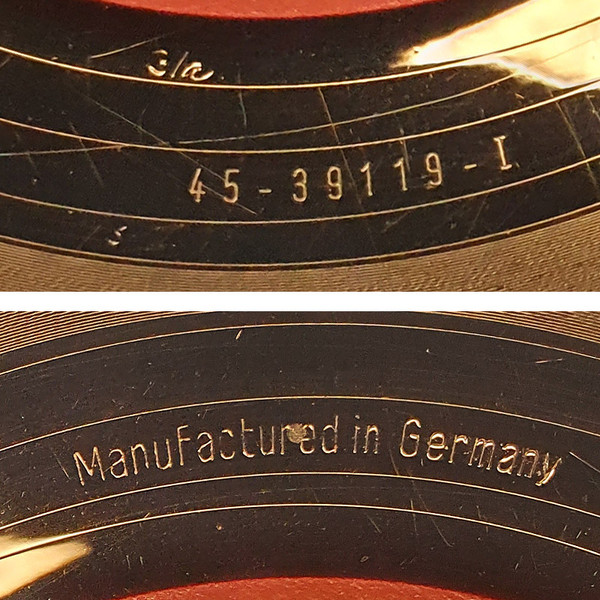 3/a
45-39119-I
s
Manufactured in Germany